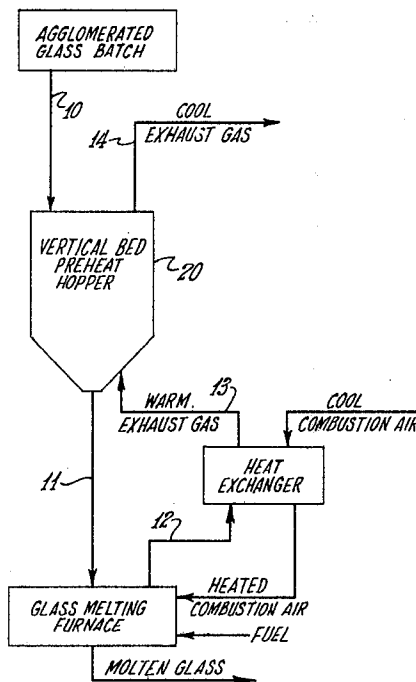 AGGLOMERATED
GLASS BATCH
10
14
COOL
EXHAUST GAS
VERTICAL BED
PREHEAT
HOPPER
20
13
WARM.
EXHAUST GAS
COOL
COMBUSTION AIR
11
HEAT
EXCHANGER
12
HEATED
COMBUSTION AIR
GLASS MELTING
FURNACE
FUEL
MOLTEN GLASS